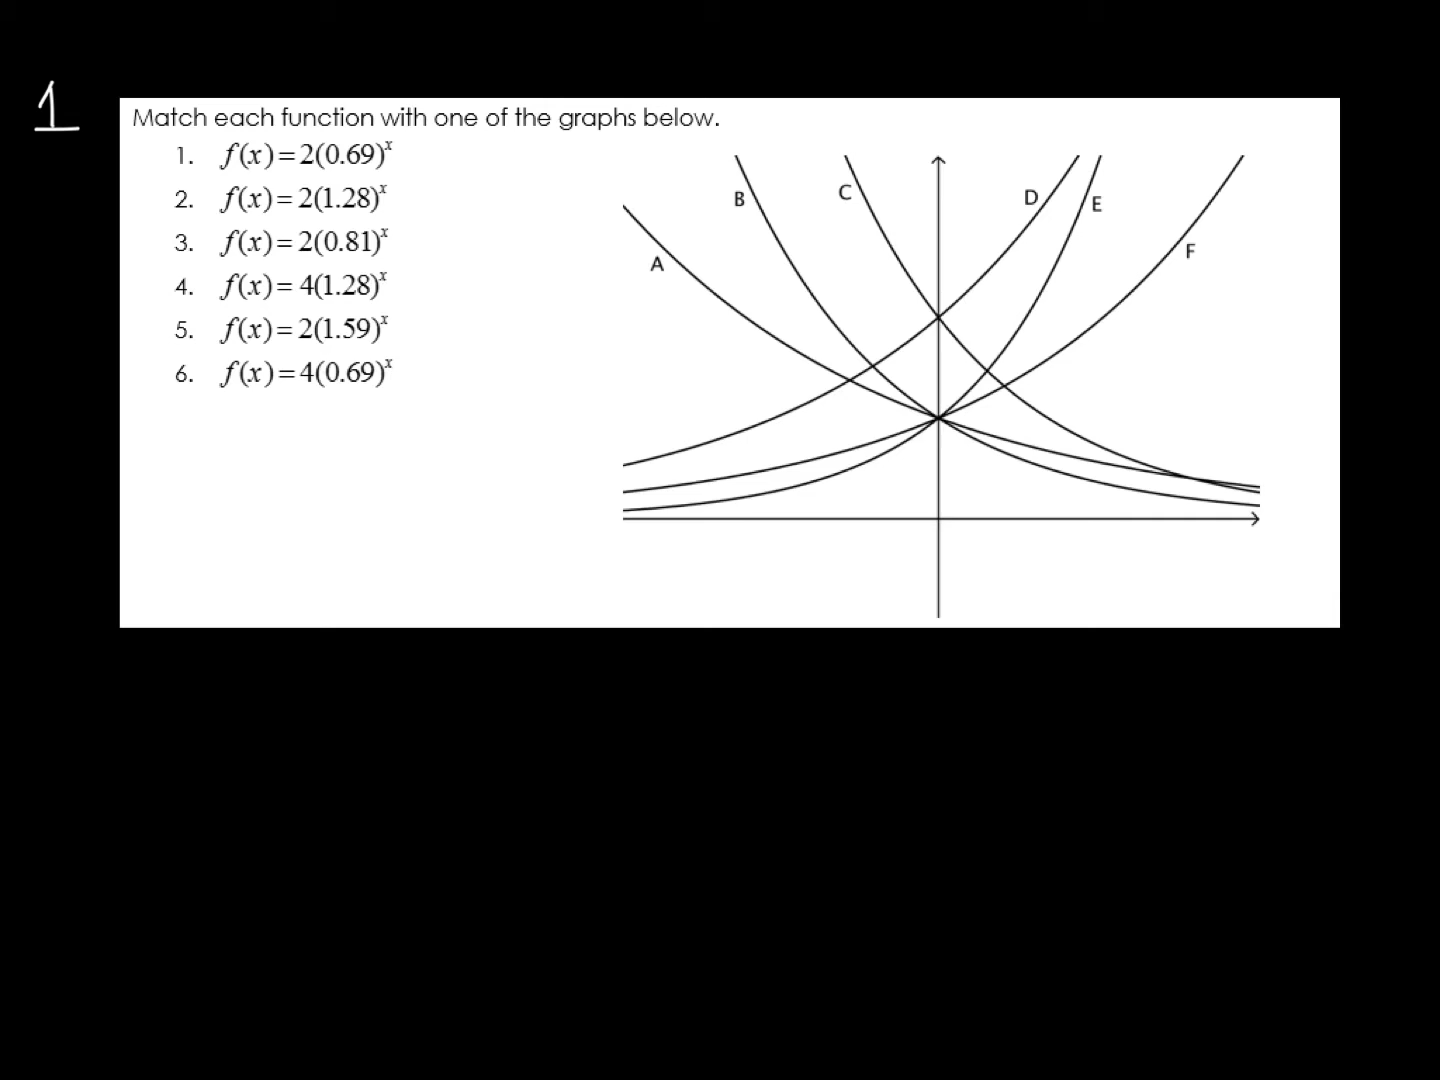 1
Match each function with one of the graphs below.
1. f(x)=2(0.69)ˣ
2. f(x)=2(1.28)ˣ
3. f(x)=2(0.81)ˣ
4. f(x)=4(1.28)ˣ
5. f(x)=2(1.59)ˣ
6. f(x)=4(0.69)ˣ
A
B
C
D
E
F